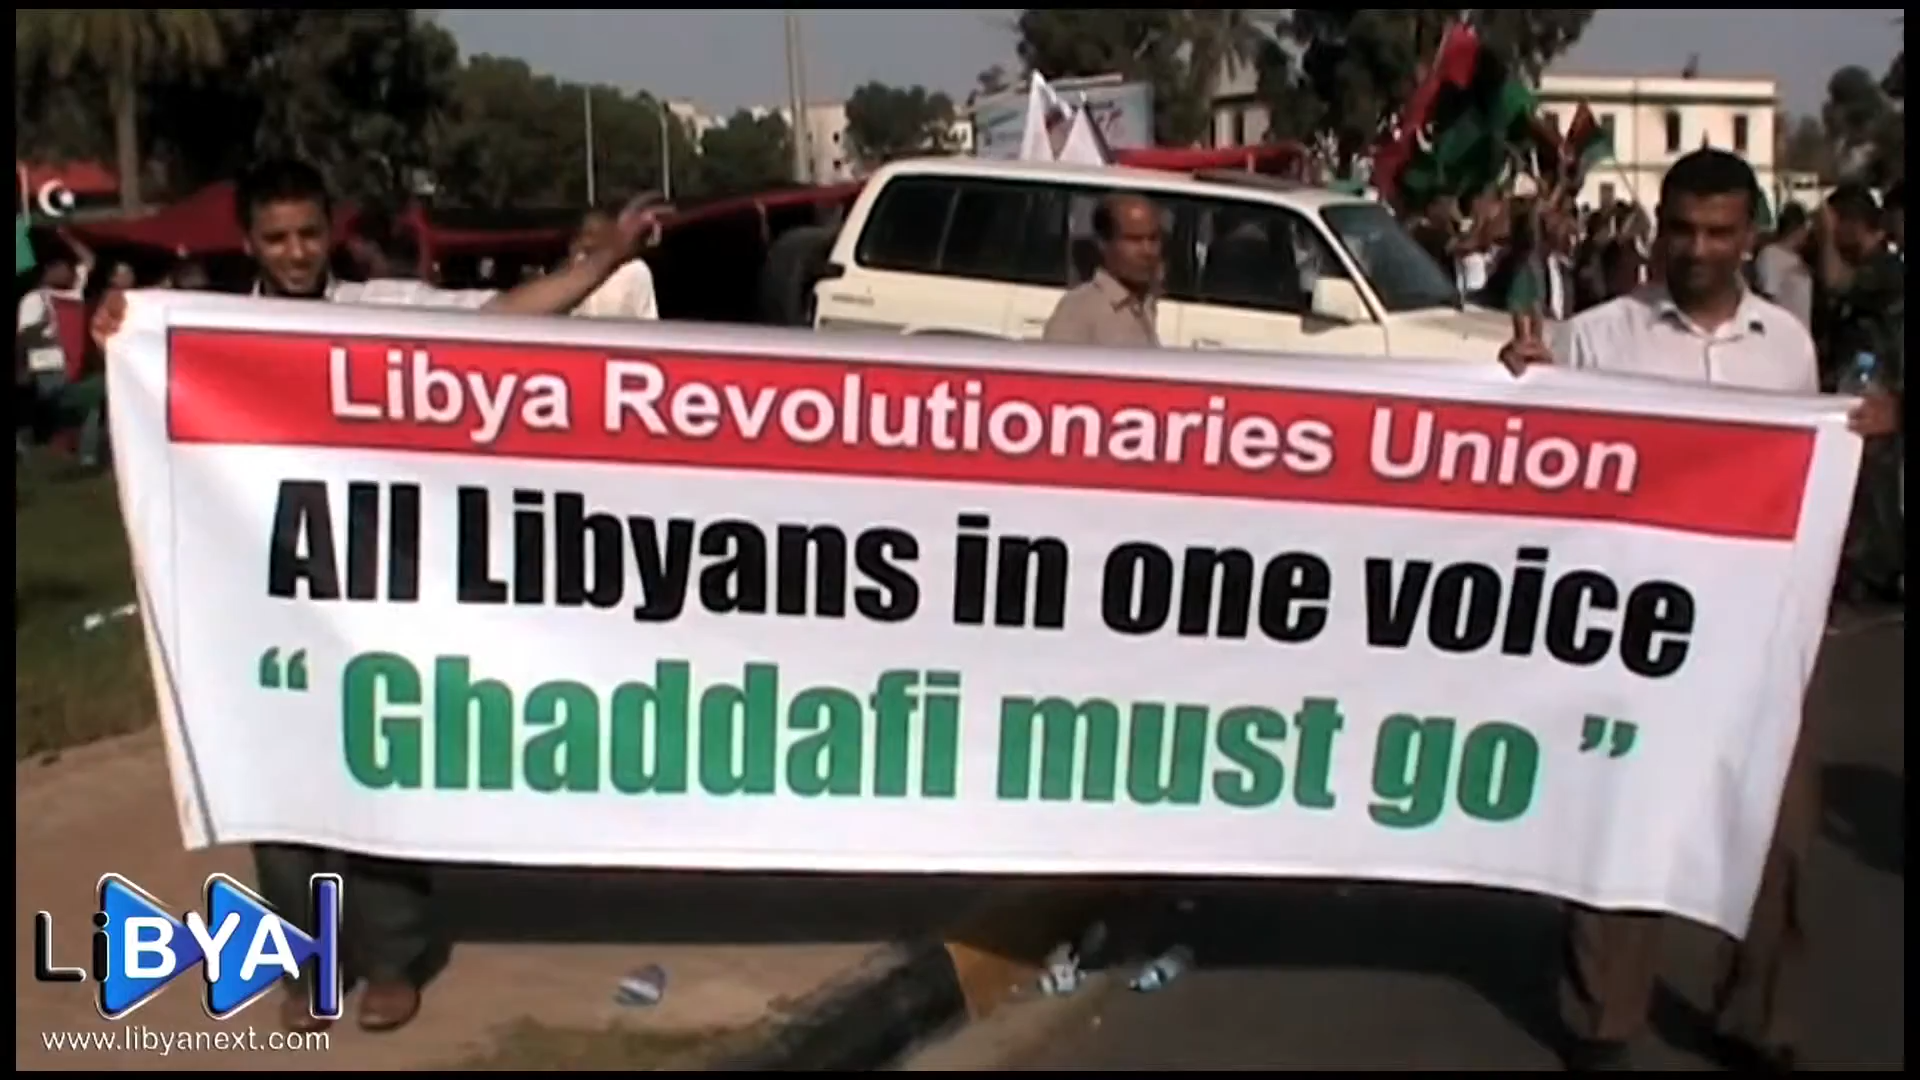 Libya Revolutionaries Union
All Libyans in one voice
“ Ghaddafi must go ”
LiBYA
www.libyanext.com